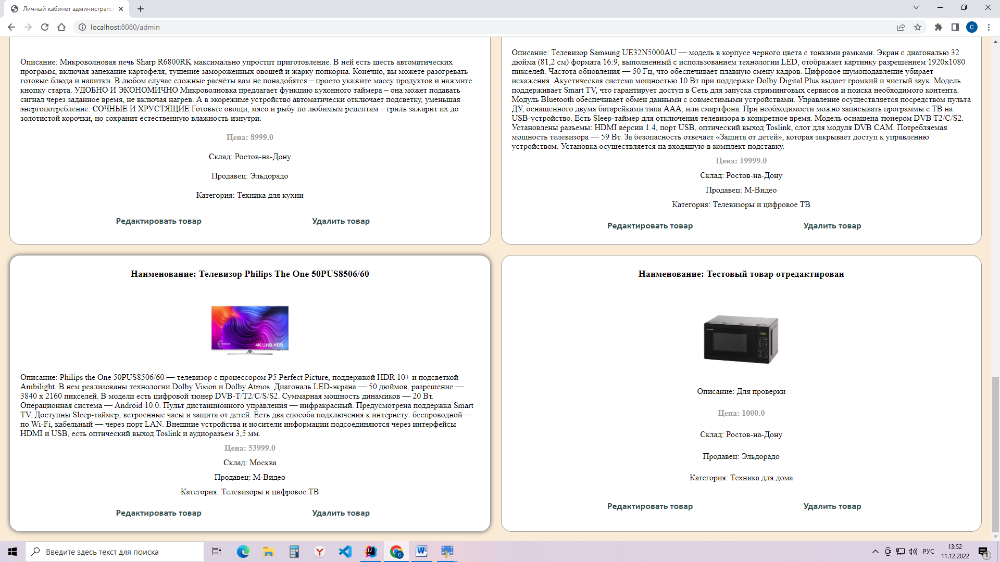 Личный кабинет администрато
localhost:8080/admin
C
Описание: Микроволновая печь Sharp R6800RK максимально упростит приготовление. В ней есть шесть автоматических
программ, включая запекание картофеля, тушение замороженных овощей и жарку попкорна. Конечно, вы можете разогревать
готовые блюда и напитки. В любом случае сложные расчёты вам не понадобятся – просто укажите массу продуктов и нажмите
кнопку старта. УДОБНО И ЭКОНОМИЧНО Микроволновка предлагает функцию кухонного таймера – она может подавать
сигнал через заданное время, не включая нагрев. А в экорежиме устройство автоматически отключает подсветку, уменьшая
энергопотребление. СОЧНЫЕ И ХРУСТЯЩИЕ Готовьте овощи, мясо и рыбу по любимым рецептам – гриль зажарит их до
золотистой корочки, но сохранит естественную влажность изнутри.
Цена: 8999.0
Склад: Ростов-на-Дону
Продавец: Эльдорадо
Категория: Техника для кухни
Редактировать товар
Удалить товар
Описание: Телевизор Samsung UE32N5000AU — модель в корпусе черного цвета с тонкими рамками. Экран с диагональю 32
дюйма (81,2 см) формата 16:9, выполненный с использованием технологии LED, отображает картинку разрешением 1920x1080
пикселей. Частота обновления — 50 Гц, что обеспечивает плавную смену кадров. Цифровое шумоподавление убирает
искажения. Акустическая система мощностью 10 Вт при поддержке Dolby Digital Plus выдает громкий и чистый звук. Модель
поддерживает Smart TV, что гарантирует доступ в Сеть для запуска стриминговых сервисов и поиска необходимого контента.
Модуль Bluetooth обеспечивает обмен данными с совместимыми устройствами. Управление осуществляется посредством пульта
ДУ, оснащенного двумя батарейками типа ААА, или смартфона. При необходимости можно записывать программы с ТВ на
USB-устройство. Есть Sleep-таймер для отключения телевизора в конкретное время. Модель оснащена тюнером DVB T2/C/S2.
Установлены разъемы: HDMI версии 1.4, порт USB, оптический выход Toslink, слот для модуля DVB CAM. Потребляемая
мощность телевизора — 59 Вт. За безопасность отвечает «Защита от детей», которая закрывает доступ к управлению
устройством. Установка осуществляется на входящую в комплект подставку.
Цена: 19999.0
Склад: Ростов-на-Дону
Продавец: М-Видео
Категория: Телевизоры и цифровое ТВ
Редактировать товар
Удалить товар
Наименование: Телевизор Philips The One 50PUS8506/60
4K UHD HDR
Описание: Philips the One 50PUS8506/60 — телевизор с процессором P5 Perfect Picture, поддержкой HDR 10+ и подсветкой
Ambilight. В нем реализованы технологии Dolby Vision и Dolby Atmos. Диагональ LED-экрана — 50 дюймов, разрешение —
3840 x 2160 пикселей. В модели есть цифровой тюнер DVB-T/T2/C/S/S2. Суммарная мощность динамиков — 20 Вт.
Операционная система — Android 10.0. Пульт дистанционного управления — инфракрасный. Предусмотрена поддержка Smart
TV. Доступны Sleep-таймер, встроенные часы и защита от детей. Есть два способа подключения к интернету: беспроводной —
по Wi-Fi, кабельный — через порт LAN. Внешние устройства и носители информации подсоединяются через интерфейсы
HDMI и USB, есть оптический выход Toslink и аудиоразъем 3,5 мм.
Цена: 53999.0
Склад: Москва
Продавец: М-Видео
Категория: Телевизоры и цифровое ТВ
Редактировать товар
Удалить товар
Наименование: Тестовый товар отредактирован
Описание: Для проверки
Цена: 1000.0
Склад: Ростов-на-Дону
Продавец: Эльдорадо
Категория: Техника для дома
Редактировать товар
Удалить товар
Введите здесь текст для поиска
РУС
13:52
11.12.2022
1